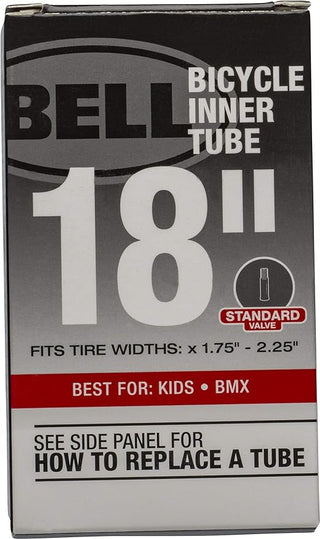 BELL
BICYCLE
INNER
TUBE
18"
STANDARD
VALVE
FITS TIRE WIDTHS: x 1.75" - 2.25"
BEST FOR: KIDS • BMX
SEE SIDE PANEL FOR
HOW TO REPLACE A TUBE